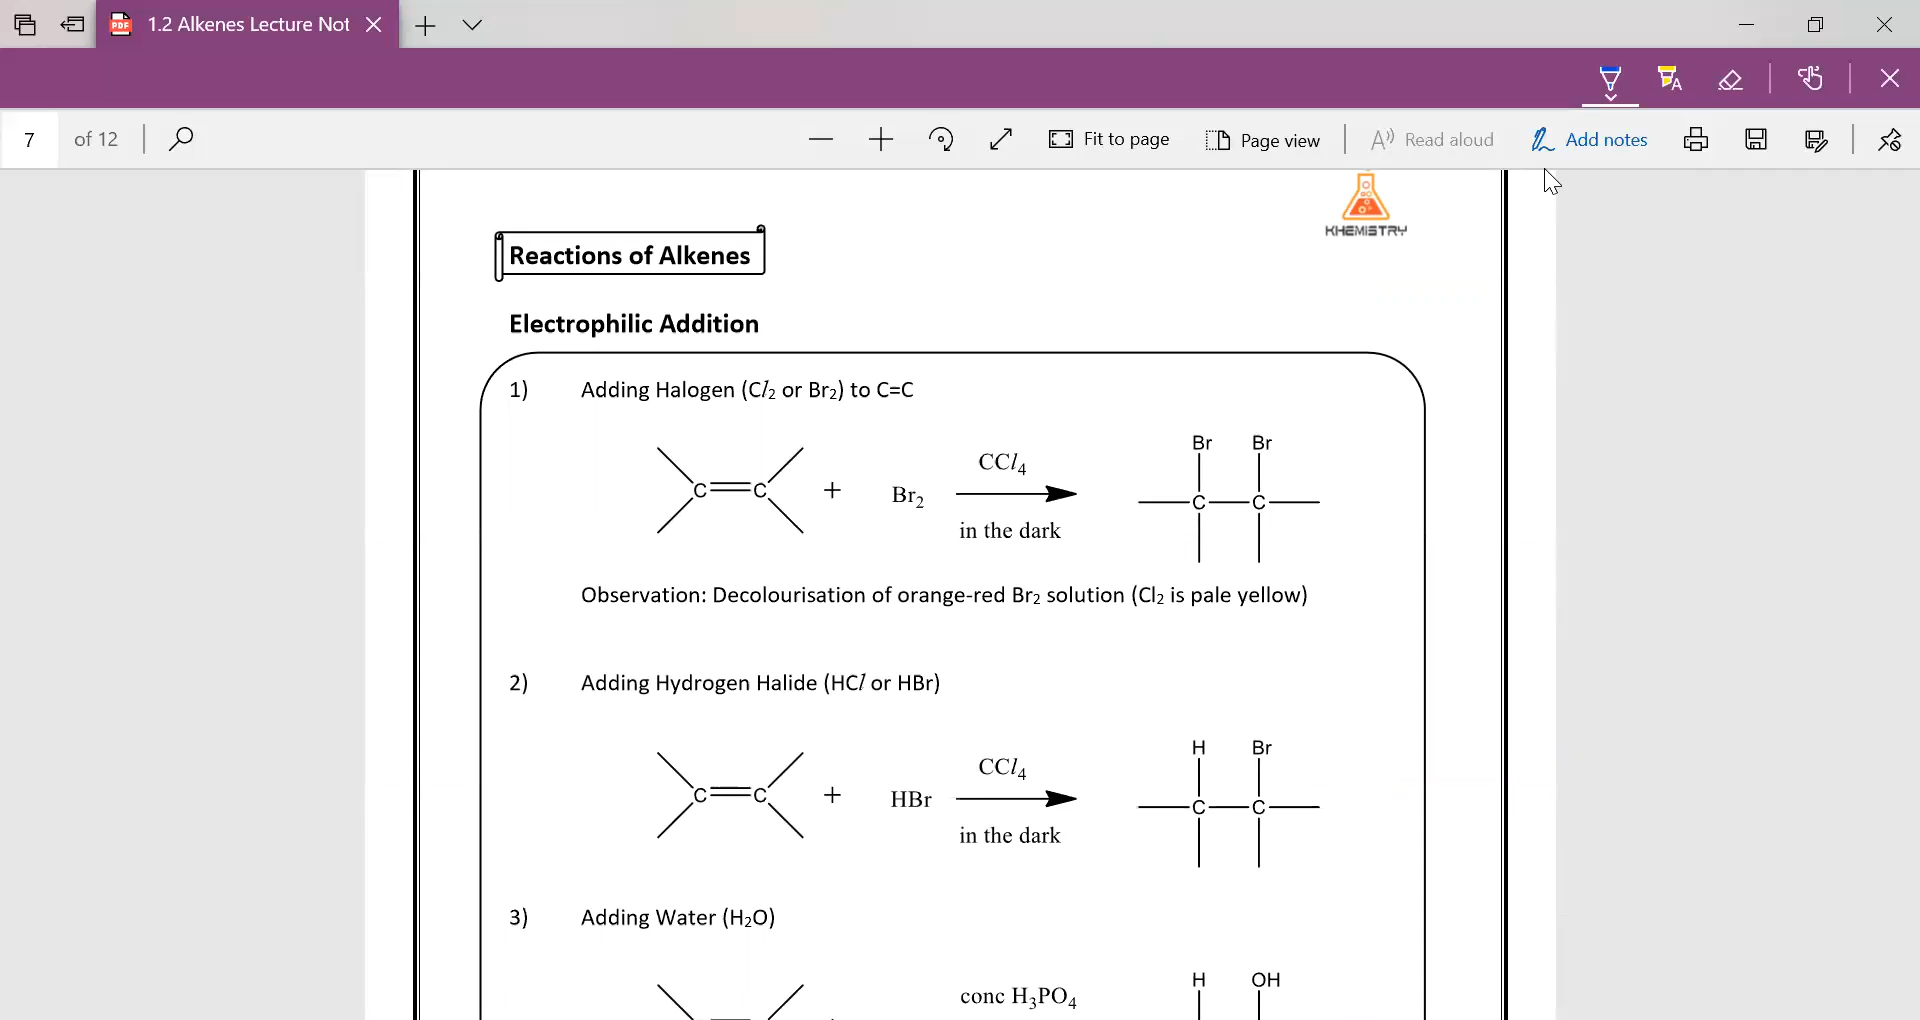 1.2 Alkenes Lecture Not
7 of 12
Fit to page
Page view
A Read aloud
Add notes
KHEMISTRY
Reactions of Alkenes
Electrophilic Addition
1) Adding Halogen (Cl₂ or Br₂) to C=C
Br Br
CCl₄
C C + Br₂ C C
in the dark
Observation: Decolourisation of orange-red Br₂ solution (Cl₂ is pale yellow)
2) Adding Hydrogen Halide (HCl or HBr)
H Br
CCl₄
C C + HBr C C
in the dark
3) Adding Water (H₂O)
H OH
conc H₃PO₄